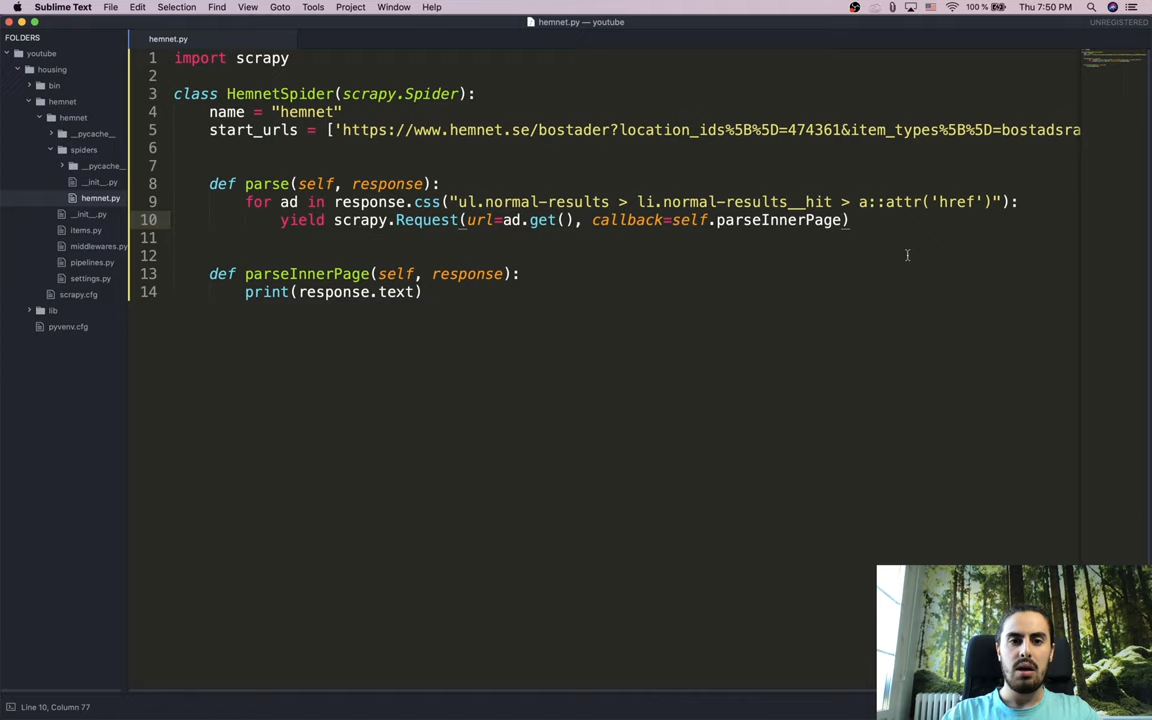 Sublime Text File Edit Selection Find View Goto Tools Project Window Help 100 % Thu 7:50 PM
hemnet.py — youtube UNREGISTERED
FOLDERS
youtube
housing
bin
hemnet
hemnet
__pycache__
spiders
__pycache__
__init__.py
hemnet.py
__init__.py
items.py
middlewares.py
pipelines.py
settings.py
scrapy.cfg
lib
pyvenv.cfg
hemnet.py
1 import scrapy
2
3 class HemnetSpider(scrapy.Spider):
4 name = "hemnet"
5 start_urls = ['https://www.hemnet.se/bostader?location_ids%5B%5D=474361&item_types%5B%5D=bostadsra
6
7
8 def parse(self, response):
9 for ad in response.css("ul.normal-results > li.normal-results__hit > a::attr('href')"):
10 yield scrapy.Request(url=ad.get(), callback=self.parseInnerPage)
11
12
13 def parseInnerPage(self, response):
14 print(response.text)
Line 10, Column 77